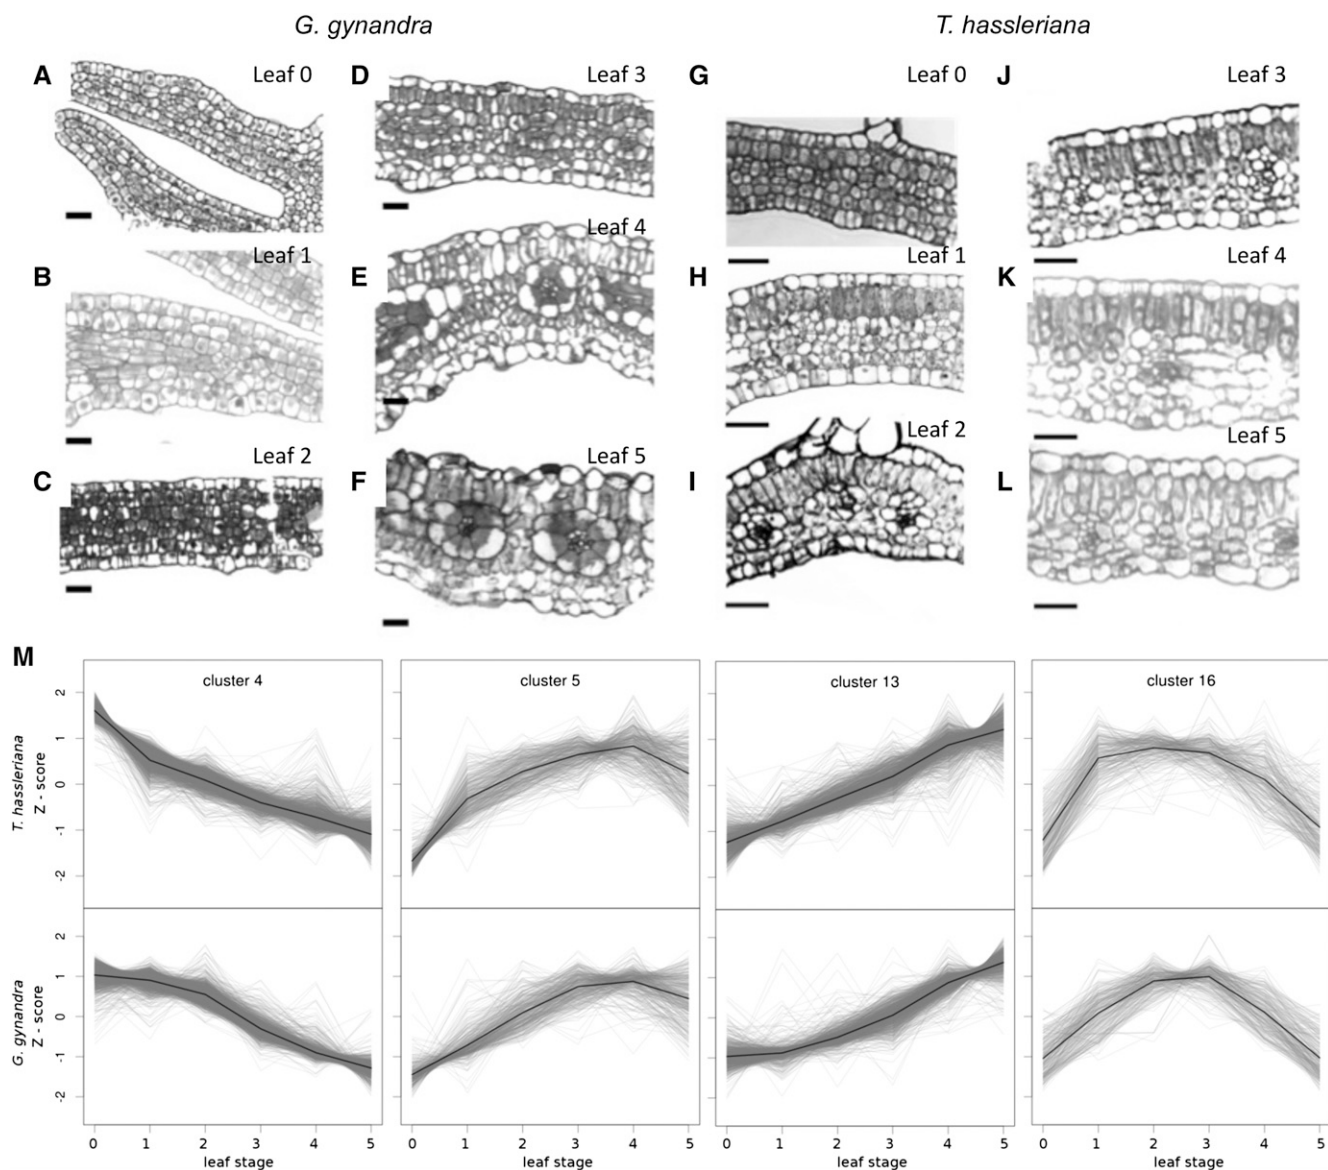 G. gynandra T. hassleriana
A Leaf 0 D Leaf 3 G Leaf 0 J Leaf 3
Leaf 4
B Leaf 1 E H Leaf 1 K Leaf 4
C Leaf 2 F Leaf 5 I Leaf 2 L Leaf 5
M
cluster 4 cluster 5 cluster 13 cluster 16
T. hassleriana
Z - score
2
1
0
-1
-2
G. gynandra
Z - score
2
1
0
-1
-2
0 1 2 3 4 5 0 1 2 3 4 5 0 1 2 3 4 5 0 1 2 3 4 5
leaf stage leaf stage leaf stage leaf stage